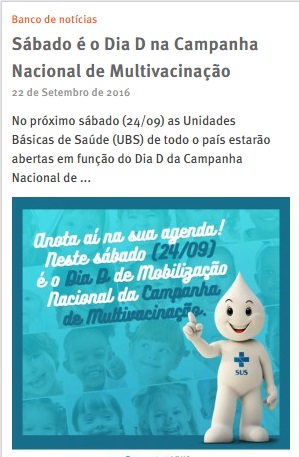 Banco de notícias
Sábado é o Dia D na Campanha
Nacional de Multivacinação
22 de Setembro de 2016
No próximo sábado (24/09) as Unidades
Básicas de Saúde (UBS) de todo o país estarão
abertas em função do Dia D da Campanha
Nacional de ...
Anota aí na sua agenda!
Neste sábado (24/09)
é o Dia D de Mobilização
Nacional da Campanha
de Multivacinação.
SUS